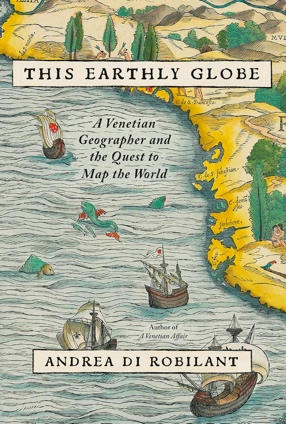 THIS EARTHLY GLOBE
A Venetian
Geographer and
the Quest to
Map the World
Author of
A Venetian Affair
ANDREA DI ROBILANT